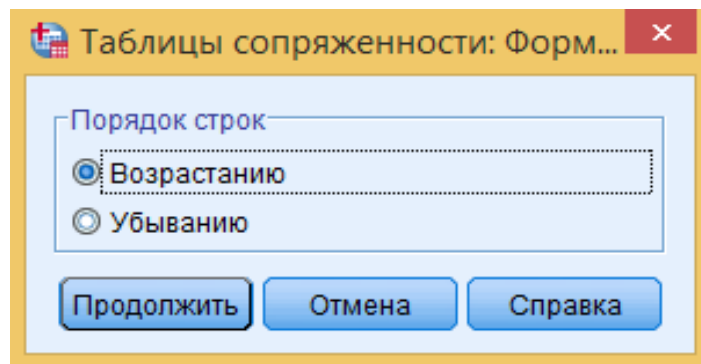 Таблицы сопряженности: Форм...
Порядок строк
Возрастанию
Убыванию
Продолжить Отмена Справка